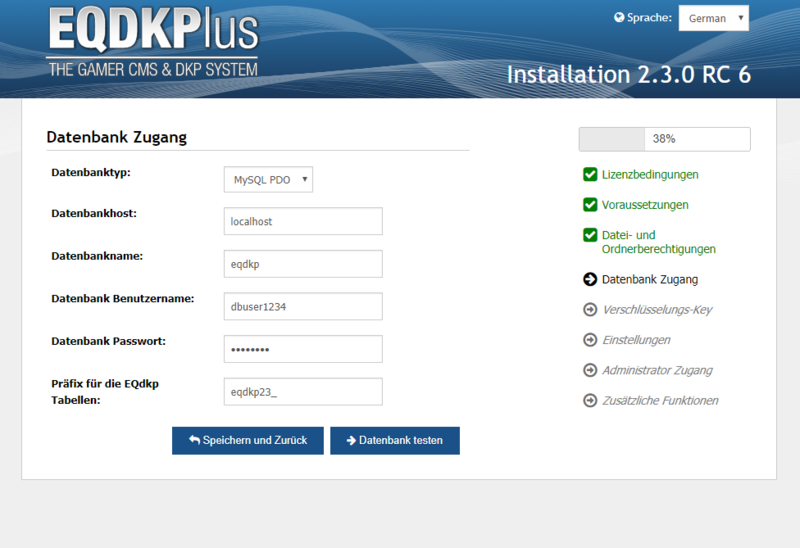 EQDKPlus
THE GAMER CMS & DKP SYSTEM
Sprache: German
Installation 2.3.0 RC 6
Datenbank Zugang
Datenbanktyp:
MySQL PDO
Datenbankhost:
localhost
Datenbankname:
eqdkp
Datenbank Benutzername:
dbuser1234
Datenbank Passwort:
••••••••
Präfix für die EQdkp
Tabellen:
eqdkp23_
Speichern und Zurück
Datenbank testen
38%
Lizenzbedingungen
Voraussetzungen
Datei- und
Ordnerberechtigungen
Datenbank Zugang
Verschlüsselungs-Key
Einstellungen
Administrator Zugang
Zusätzliche Funktionen